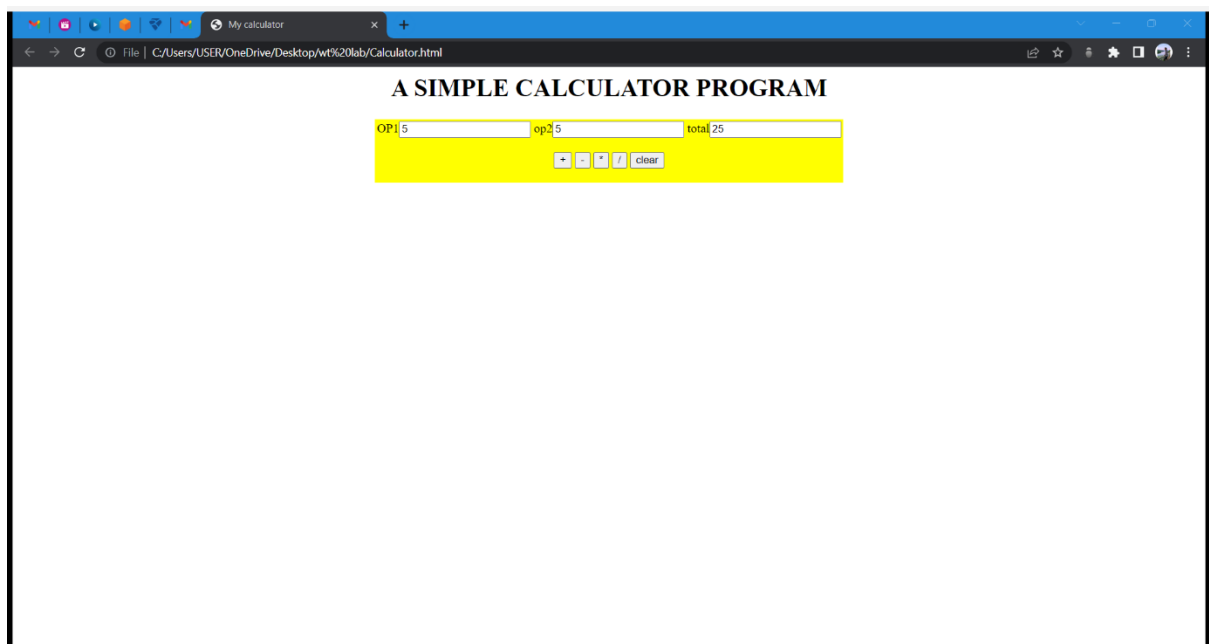 My calculator
File | C:/Users/USER/OneDrive/Desktop/wt%20lab/Calculator.html
A SIMPLE CALCULATOR PROGRAM
OP1 5 op2 5 total 25
+ - * / clear